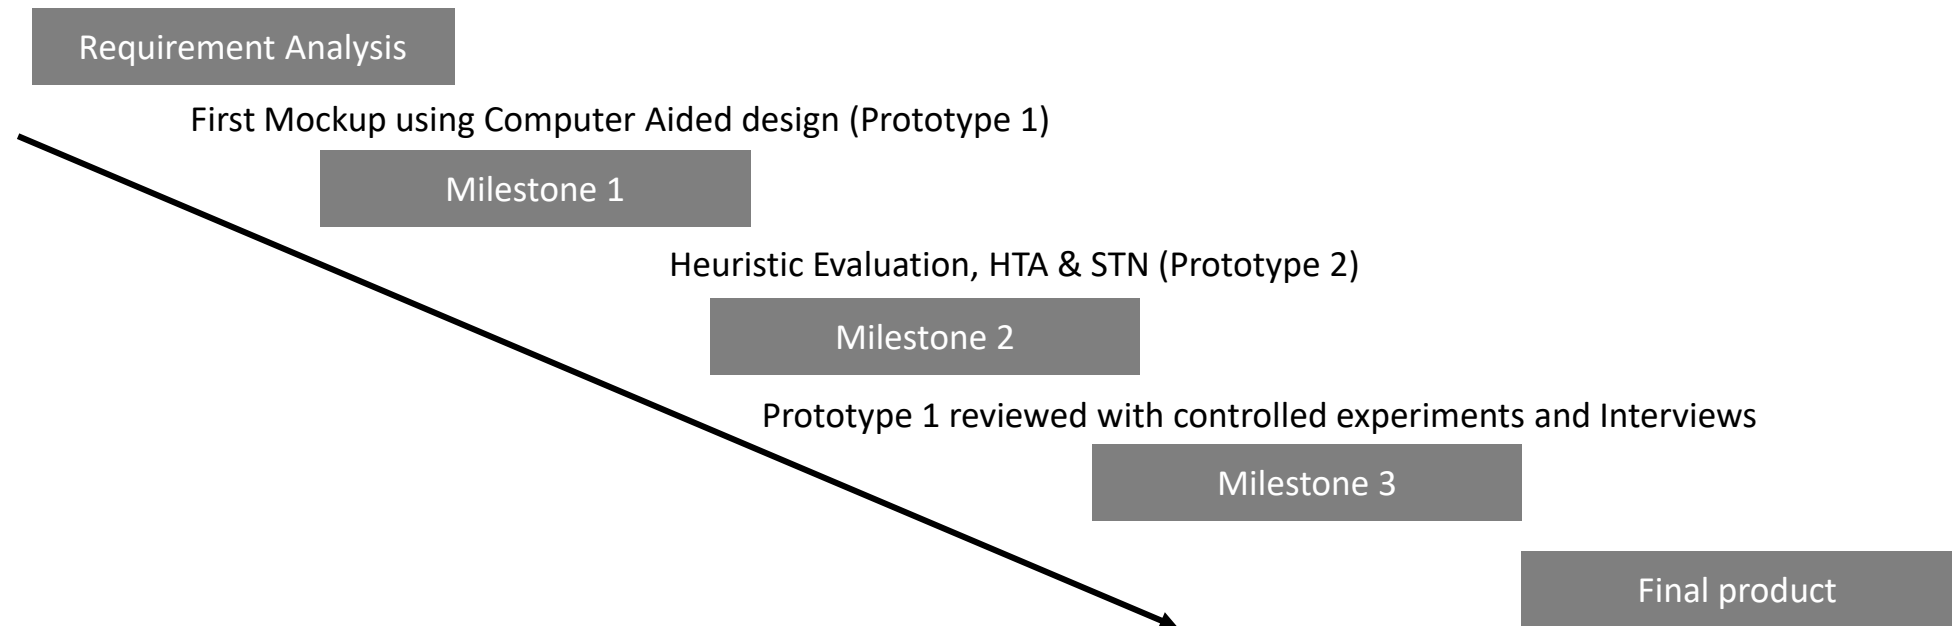 Requirement Analysis
First Mockup using Computer Aided design (Prototype 1)
Milestone 1
Heuristic Evaluation, HTA & STN (Prototype 2)
Milestone 2
Prototype 1 reviewed with controlled experiments and Interviews
Milestone 3
Final product